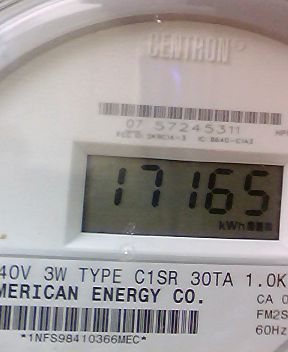 CENTRON®
07 57245311
17165
kWh
40V 3W TYPE C1SR 30TA 1.0K
MERICAN ENERGY CO.
CA 0
FM2S
*1NFS98410366MEC*
60Hz